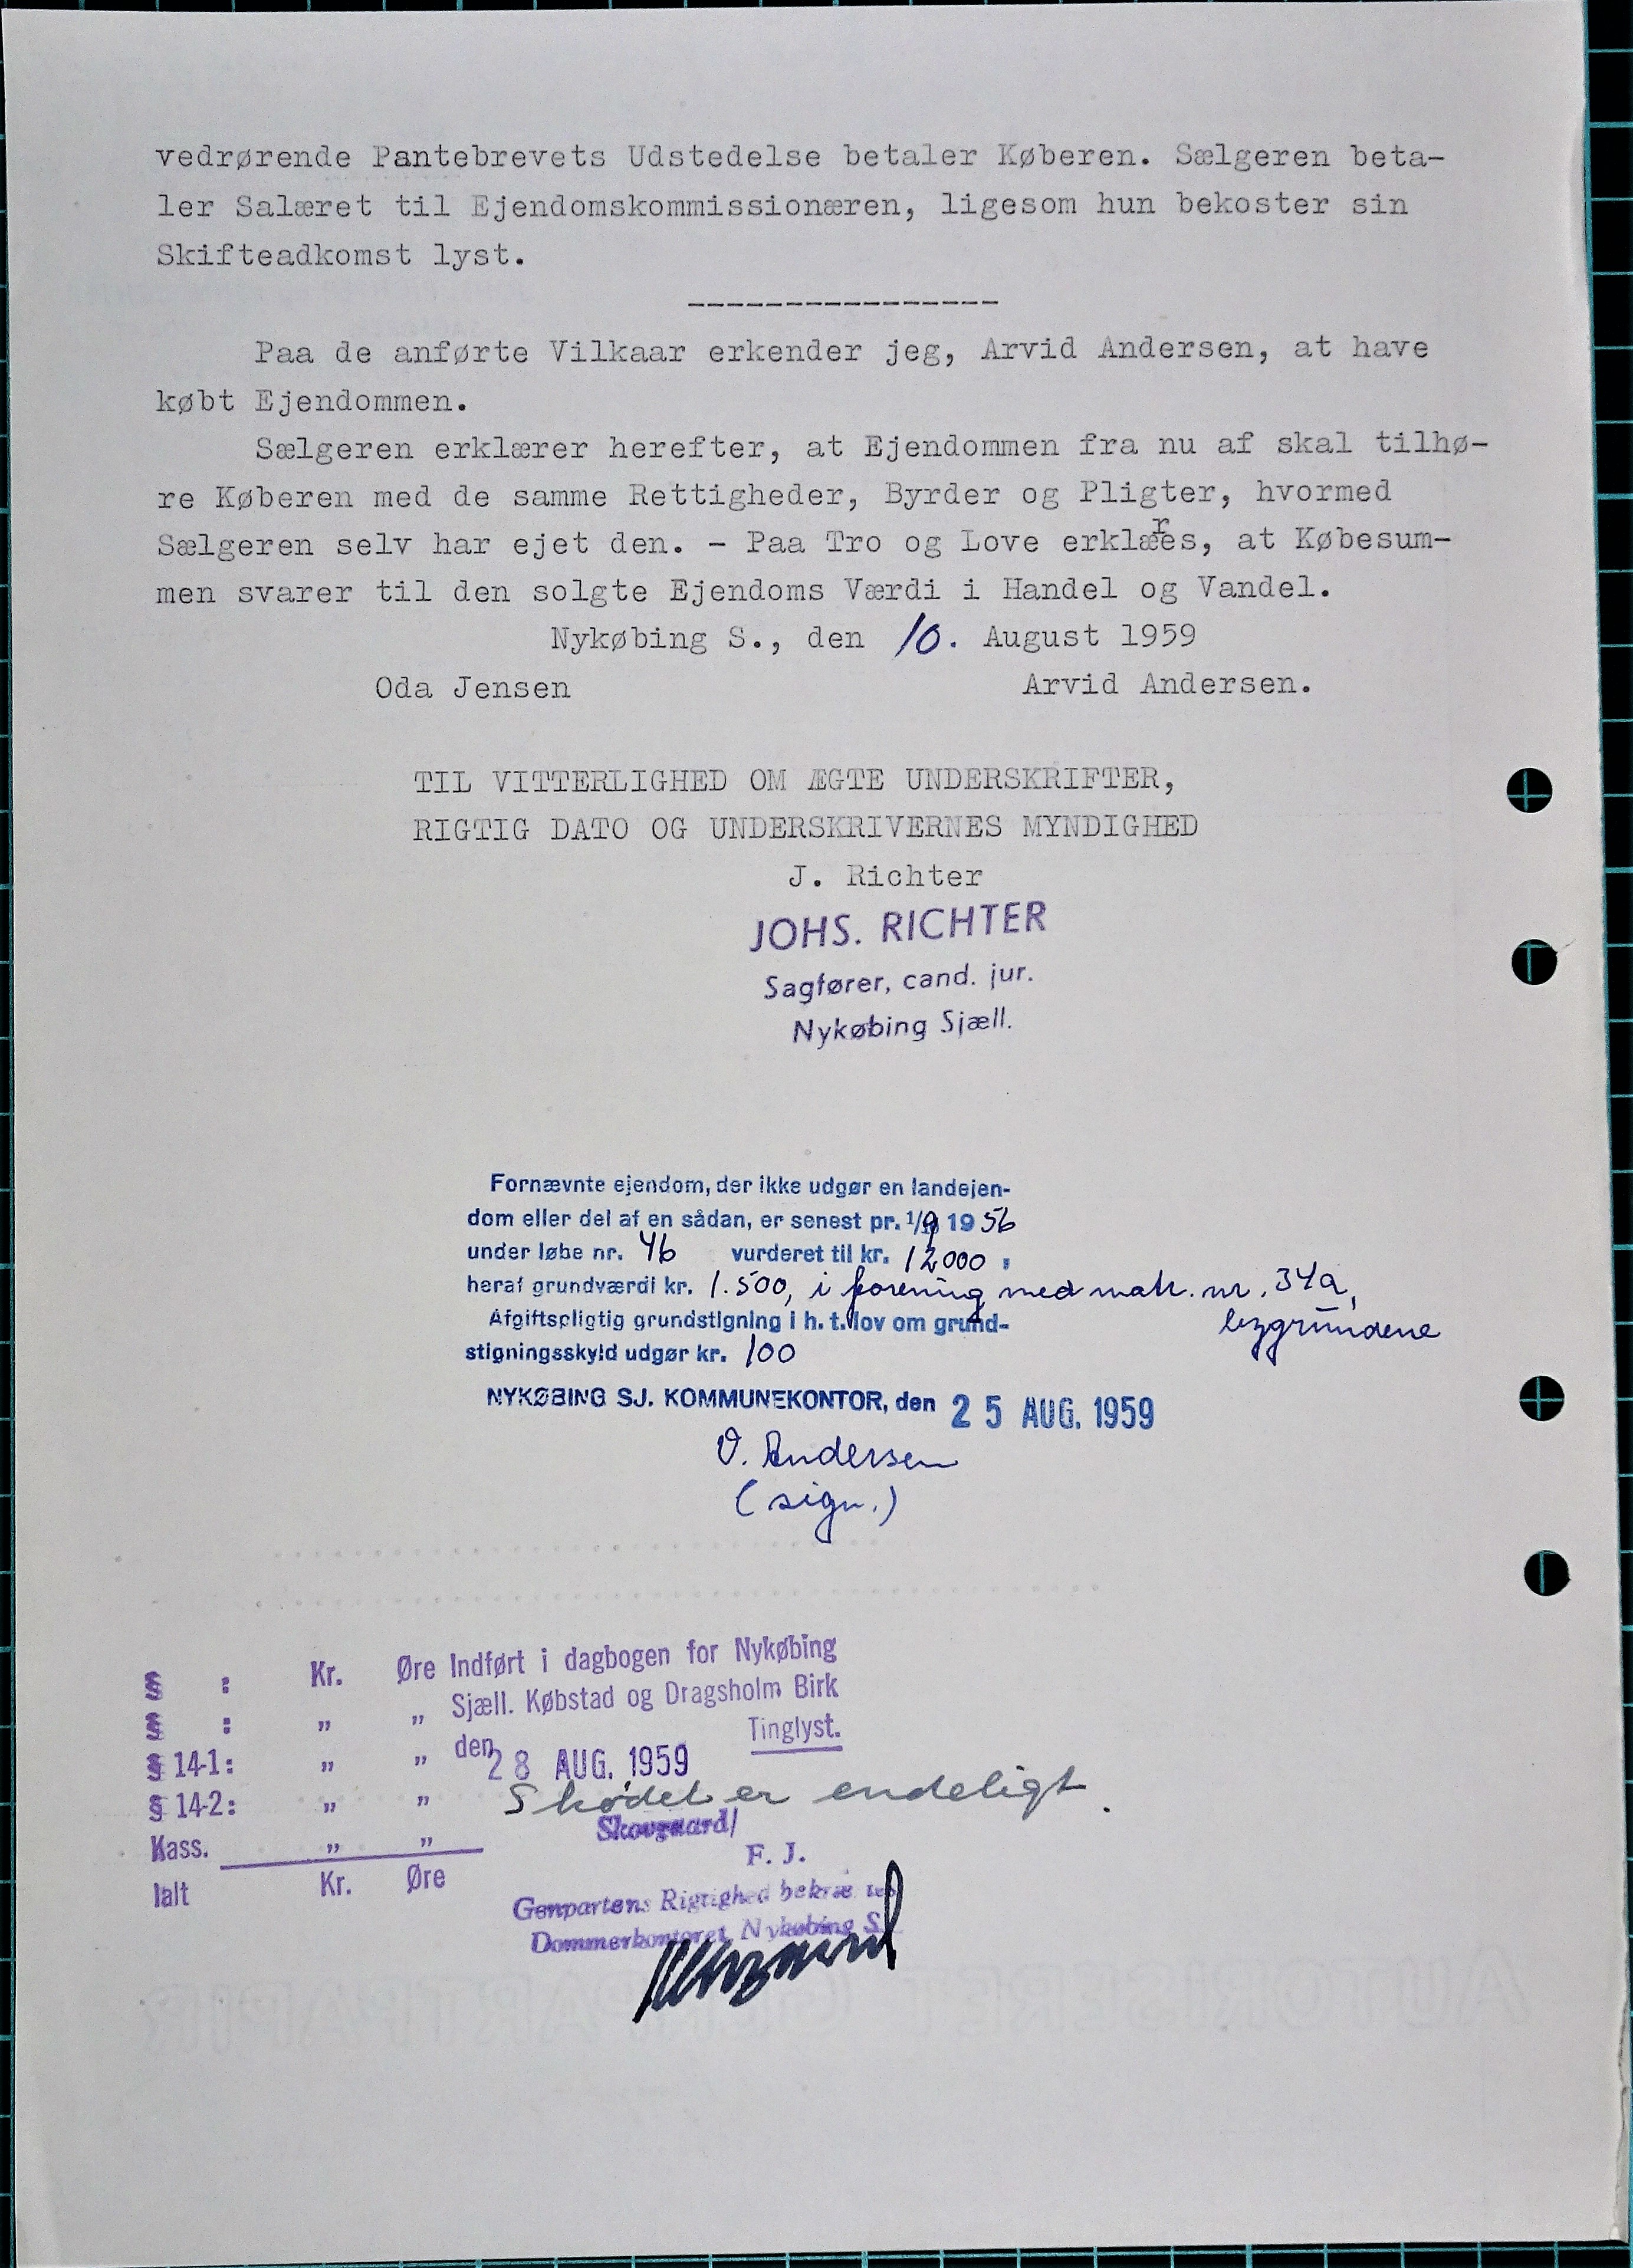 vedrørende Pantebrevets Udstedelse betaler Køberen. Sælgeren beta-
ler Salæret til Ejendomskommissionæren, ligesom hun bekoster sin
Skifteadkomst lyst.
----------------
Paa de anførte Vilkaar erkender jeg, Arvid Andersen, at have
købt Ejendommen.
Sælgeren erklærer herefter, at Ejendommen fra nu af skal tilhø-
re Køberen med de samme Rettigheder, Byrder og Pligter, hvormed
Sælgeren selv har ejet den. - Paa Tro og Love erklæres, at Købesum-
men svarer til den solgte Ejendoms Værdi i Handel og Vandel.
Nykøbing S., den 10. August 1959
Oda Jensen Arvid Andersen.
TIL VITTERLIGHED OM ÆGTE UNDERSKRIFTER,
RIGTIG DATO OG UNDERSKRIVERNES MYNDIGHED
J. Richter
JOHS. RICHTER
Sagfører, cand. jur.
Nykøbing Sjæll.
Fornævnte ejendom, der ikke udgør en landejen-
dom eller del af en sådan, er senest pr. 1/9 1956
under løbe nr. 46 vurderet til kr. 12000,
heraf grundværdi kr. 1.500, i forening med matr. nr. 34a,
bygrundene
Afgiftspligtig grundstigning i h. t. lov om grund-
stigningsskyld udgør kr. 100
NYKØBING SJ. KOMMUNEKONTOR, den 25 AUG. 1959
V. Andersen
(sign.)
§ : Kr. Øre Indført i dagbogen for Nykøbing
§ : " " Sjæll. Købstad og Dragsholm Birk
§ 14-1: " " den 28 AUG. 1959 Tinglyst.
§ 14-2: " " Skødet er endeligt.
Kass. " " Skovgaard/
F. J.
Ialt Kr. Øre
Genpartens Rigtighed bekræftes
Dommerkontoret, Nykøbing S.